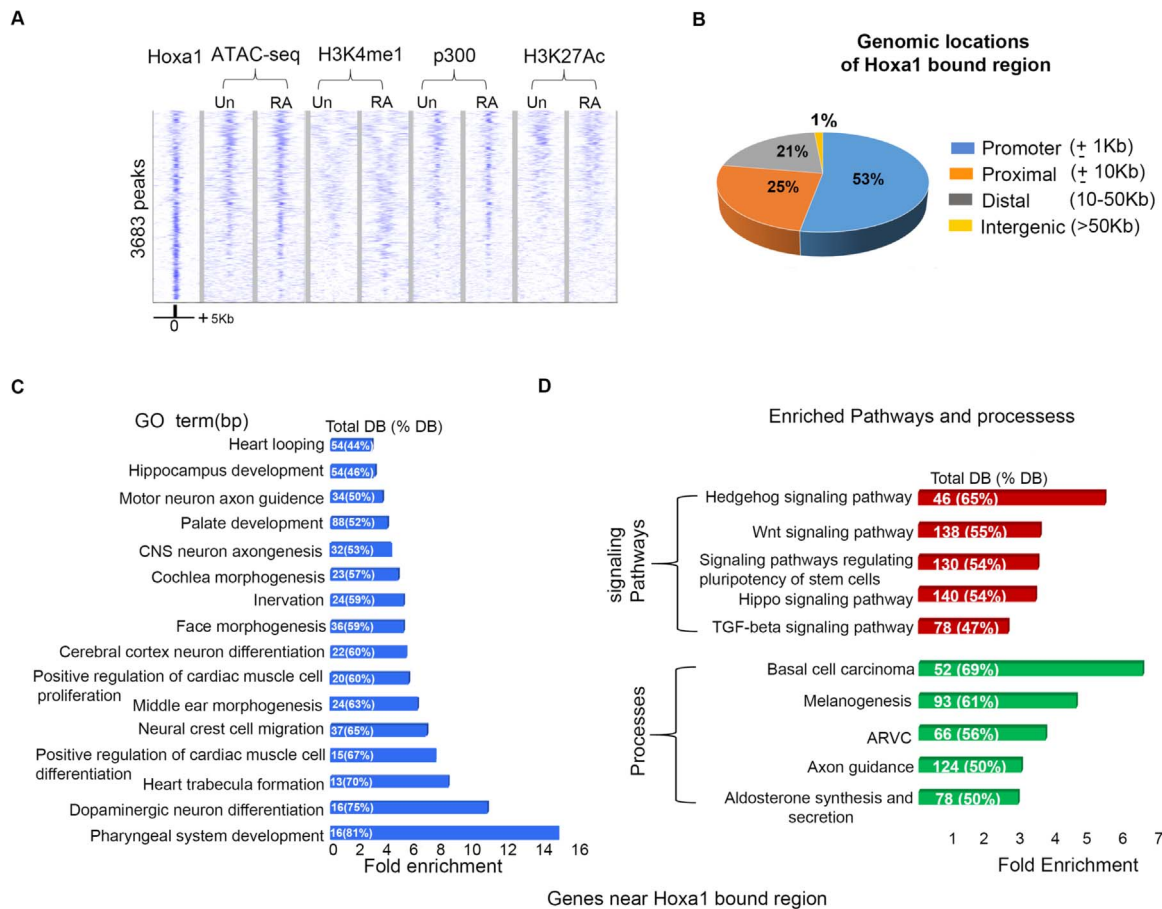 A
Hoxa1 ATAC-seq H3K4me1 p300 H3K27Ac
Un RA Un RA Un RA Un RA
3683 peaks
0
+ 5Kb
B
Genomic locations
of Hoxa1 bound region
1%
21%
25%
53%
Promoter (± 1Kb)
Proximal (± 10Kb)
Distal (10-50Kb)
Intergenic (>50Kb)
C
GO term(bp)
Total DB (% DB)
Heart looping 54(44%)
Hippocampus development 54(46%)
Motor neuron axon guidence 34(50%)
Palate development 88(52%)
CNS neuron axongenesis 32(53%)
Cochlea morphogenesis 23(57%)
Inervation 24(59%)
Face morphogenesis 36(59%)
Cerebral cortex neuron differentiation 22(60%)
Positive regulation of cardiac muscle cell 20(60%)
proliferation
Middle ear morphogenesis 24(63%)
Neural crest cell migration 37(65%)
Positive regulation of cardiac muscle cell 15(67%)
differentiation
Heart trabecula formation 13(70%)
Dopaminergic neuron differentiation 16(75%)
Pharyngeal system development 16(81%)
0 2 4 6 8 10 12 14 16
Fold enrichment
D
Enriched Pathways and processess
Total DB (% DB)
signaling
Pathways
Hedgehog signaling pathway 46 (65%)
Wnt signaling pathway 138 (55%)
Signaling pathways regulating 130 (54%)
pluripotency of stem cells
Hippo signaling pathway 140 (54%)
TGF-beta signaling pathway 78 (47%)
Processes
Basal cell carcinoma 52 (69%)
Melanogenesis 93 (61%)
ARVC 66 (56%)
Axon guidance 124 (50%)
Aldosterone synthesis and 78 (50%)
secretion
1 2 3 4 5 6 7
Fold Enrichment
Genes near Hoxa1 bound region